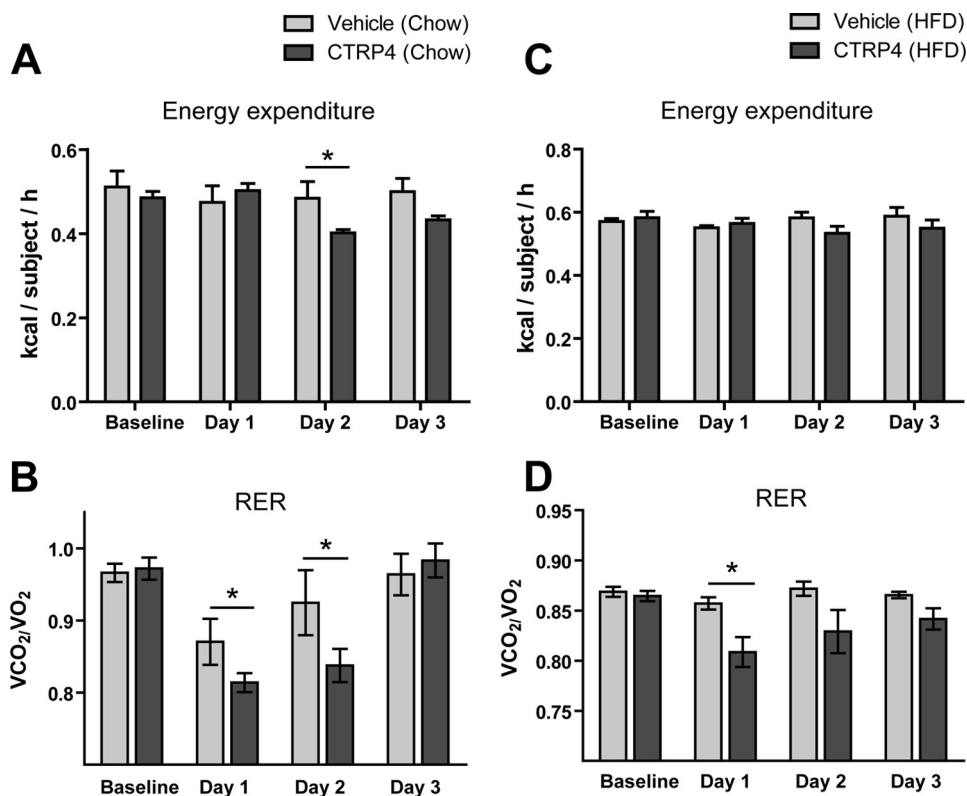 A
Vehicle (Chow)
CTRP4 (Chow)
Energy expenditure
kcal / subject / h
0.6
0.4
0.2
0.0
*
Baseline Day 1 Day 2 Day 3
B
RER
VCO2/VO2
1.0
0.9
0.8
*
*
Baseline Day 1 Day 2 Day 3
C
Vehicle (HFD)
CTRP4 (HFD)
Energy expenditure
kcal / subject / h
0.8
0.6
0.4
0.2
0.0
Baseline Day 1 Day 2 Day 3
D
RER
VCO2/VO2
0.95
0.90
0.85
0.80
0.75
*
Baseline Day 1 Day 2 Day 3